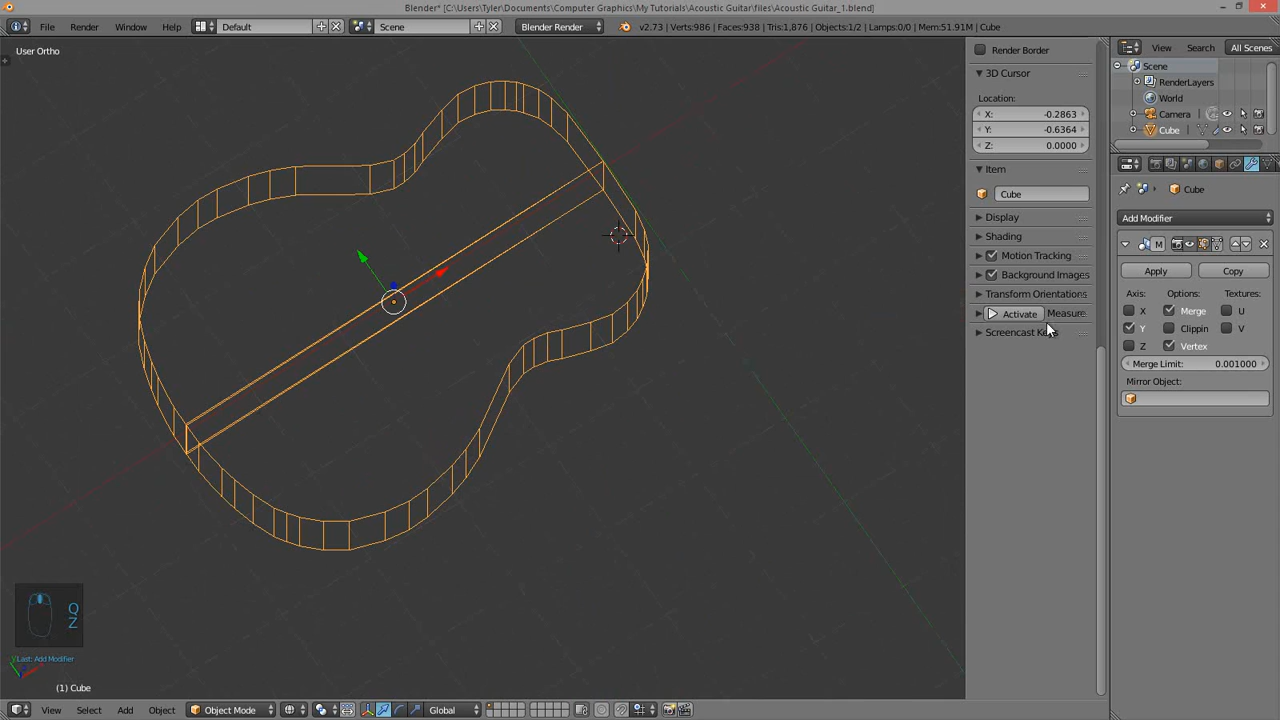 Blender* [C:\Users\Tyler\Documents\Computer Graphics\My Tutorials\Acoustic Guitar\files\Acoustic Guitar_1.blend]
File Render Window Help Default Scene Blender Render v2.73 | Verts:986 | Faces:938 | Tris:1,876 | Objects:1/2 | Lamps:0/0 | Mem:51.91M | Cube
User Ortho
Render Border
3D Cursor
Location:
X: -0.2863
Y: -0.6364
Z: 0.0000
Item
Cube
Display
Shading
Motion Tracking
Background Images
Transform Orientations
Activate Measure
Screencast Keys
View Search All Scenes
Scene
RenderLayers
World
Camera
Cube
Cube
Add Modifier
M
Apply Copy
Axis: Options: Textures:
X Merge U
Y Clippin V
Z Vertex
Merge Limit: 0.001000
Mirror Object:
Q
Z
Last: Add Modifier
(1) Cube
View Select Add Object Object Mode Global